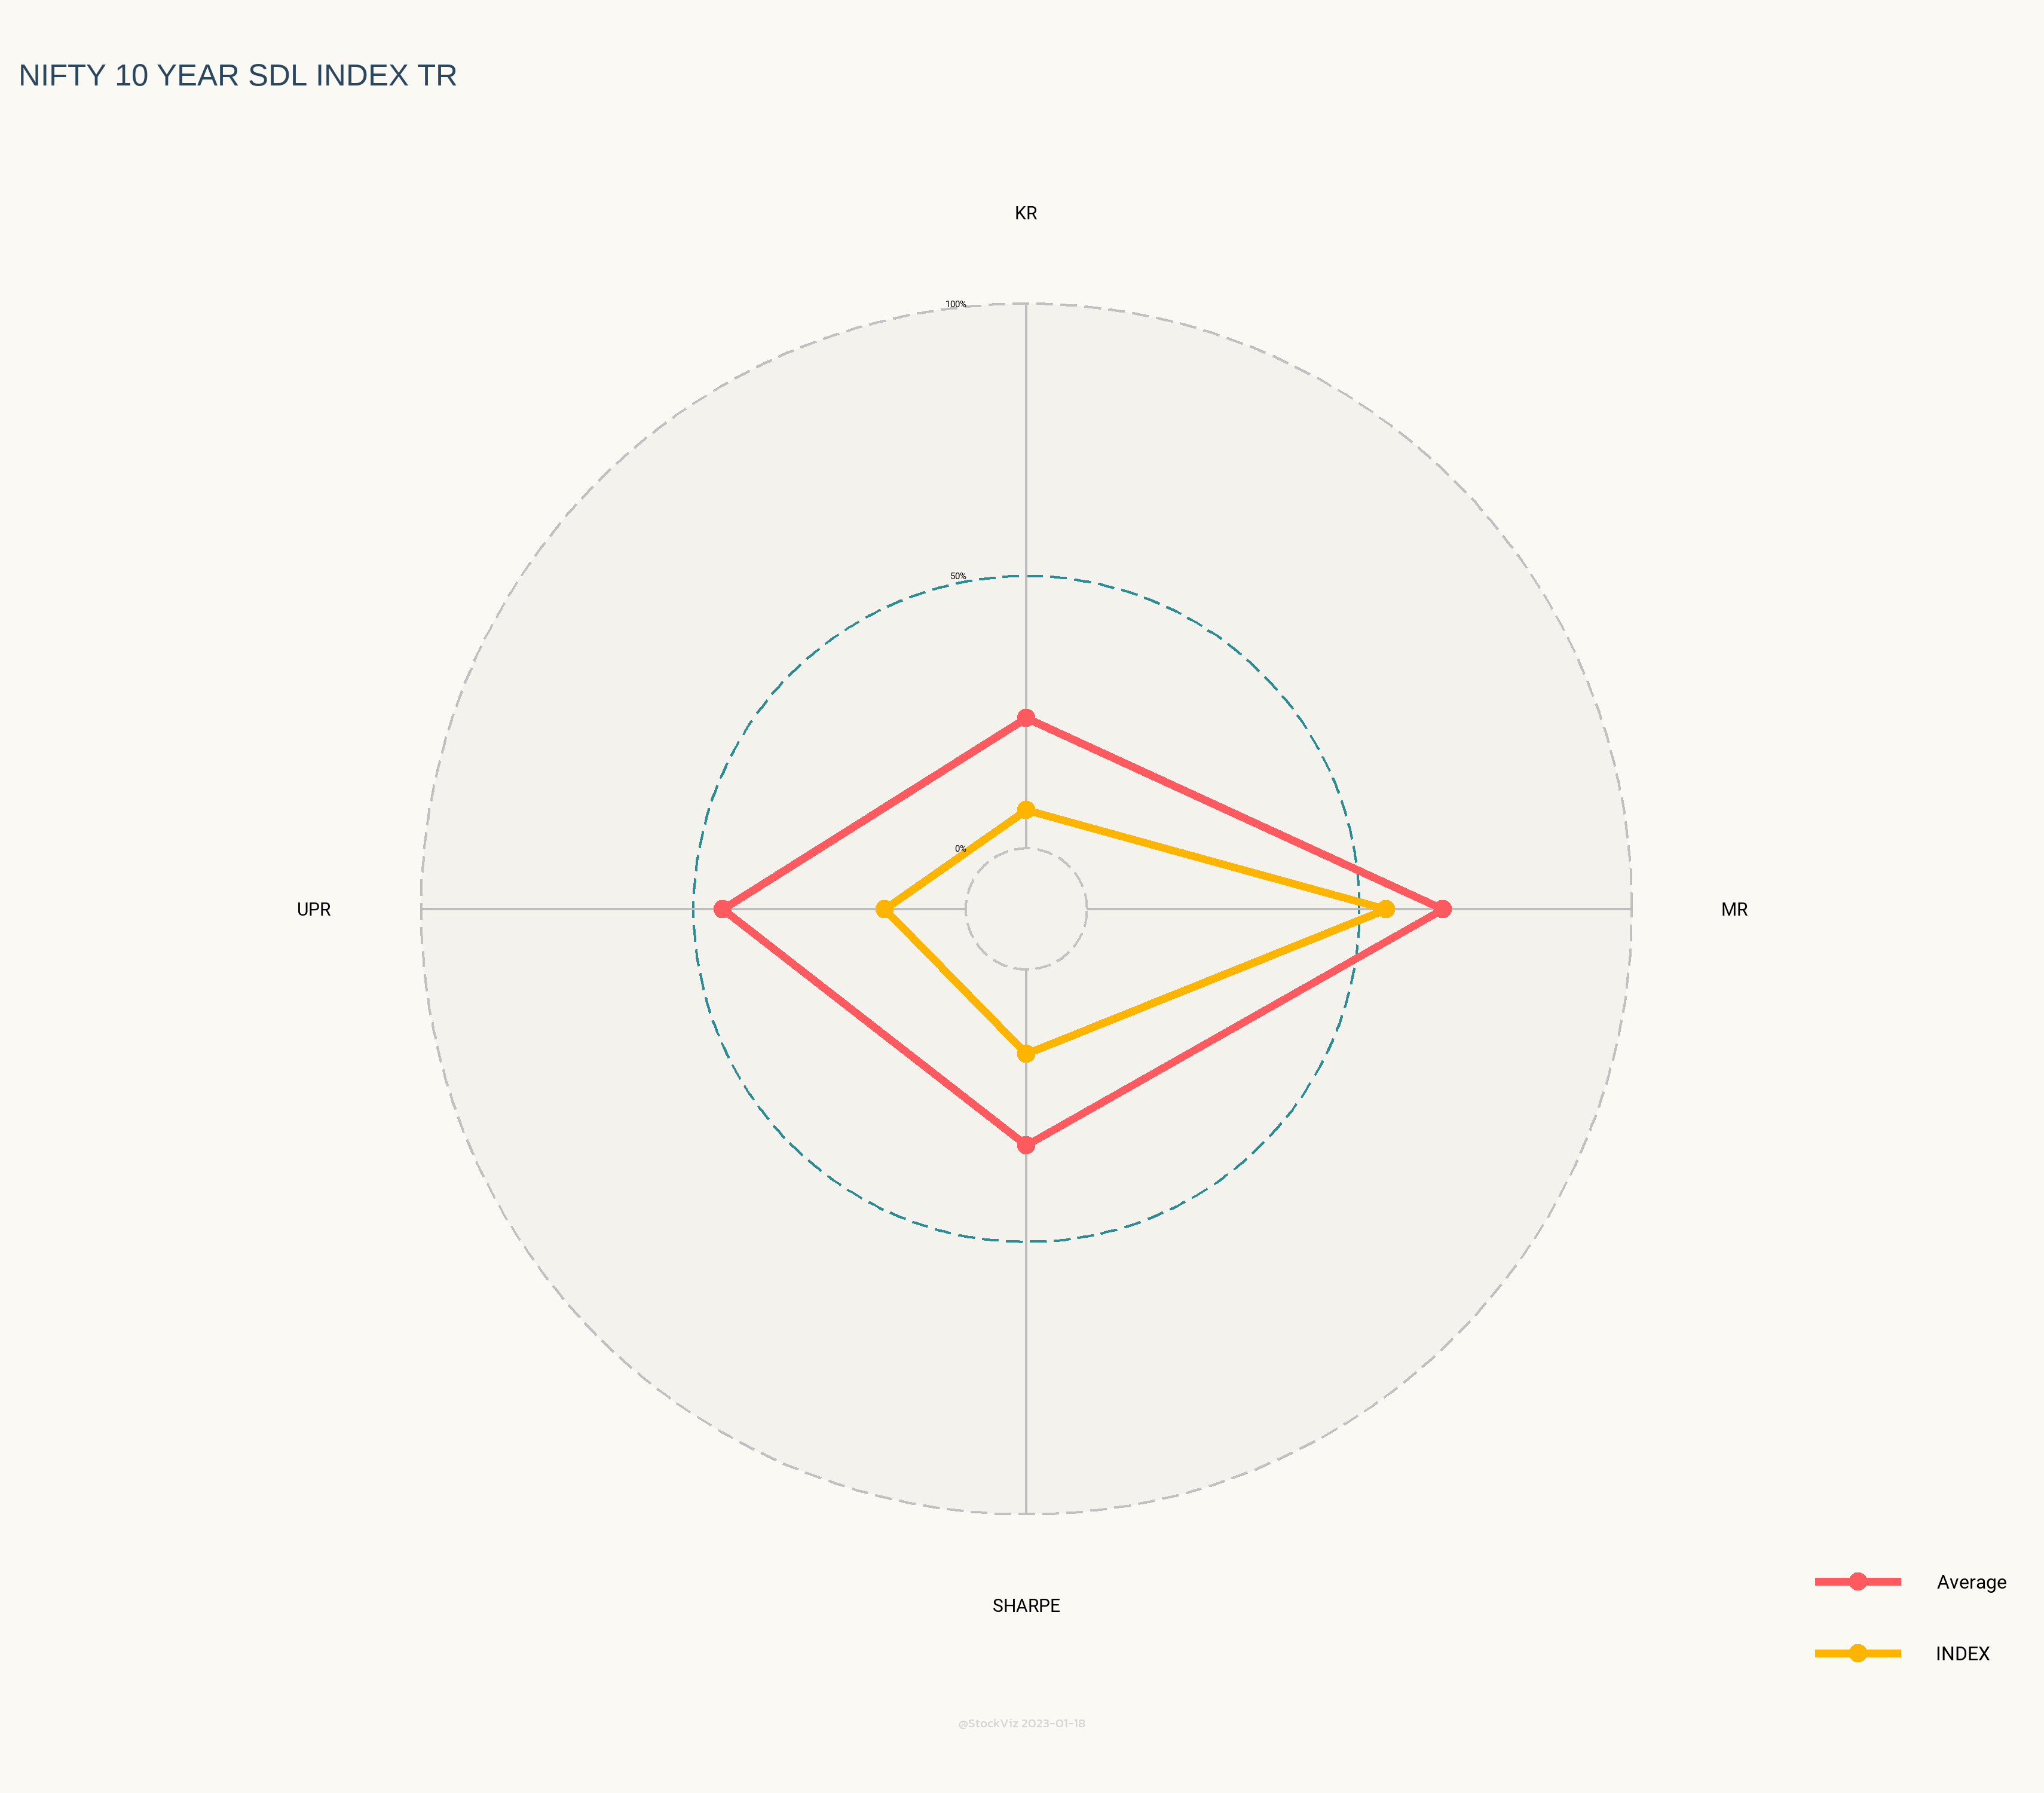 NIFTY 10 YEAR SDL INDEX TR
KR
100%
50%
0%
UPR
MR
SHARPE
Average
INDEX
@StockViz 2023-01-18